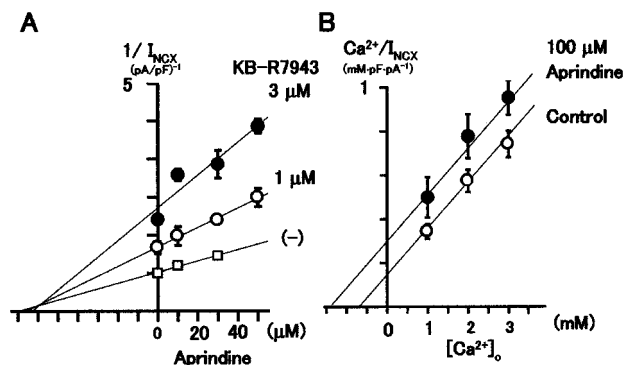 A
1/ I_NCX
(pA/pF)⁻¹
5
KB-R7943
3 μM
1 μM
(−)
0 20 40 (μM)
Aprindine
B
Ca²⁺/I_NCX
(mM·pF·pA⁻¹)
1
100 μM
Aprindine
Control
0 1 2 3 (mM)
[Ca²⁺]ₒ